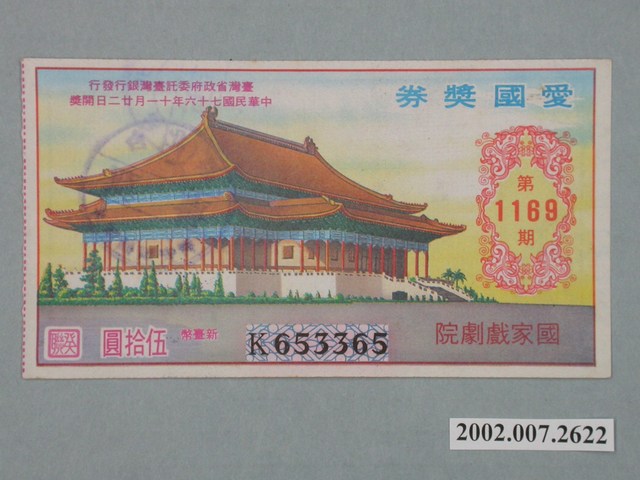 愛國獎券
臺灣省政府委託臺灣銀行發行
中華民國七十六年十一月廿二日開獎
第
1169
期
國家戲劇院
新臺幣
伍拾圓
K653365
癸聯
2002.007.2622